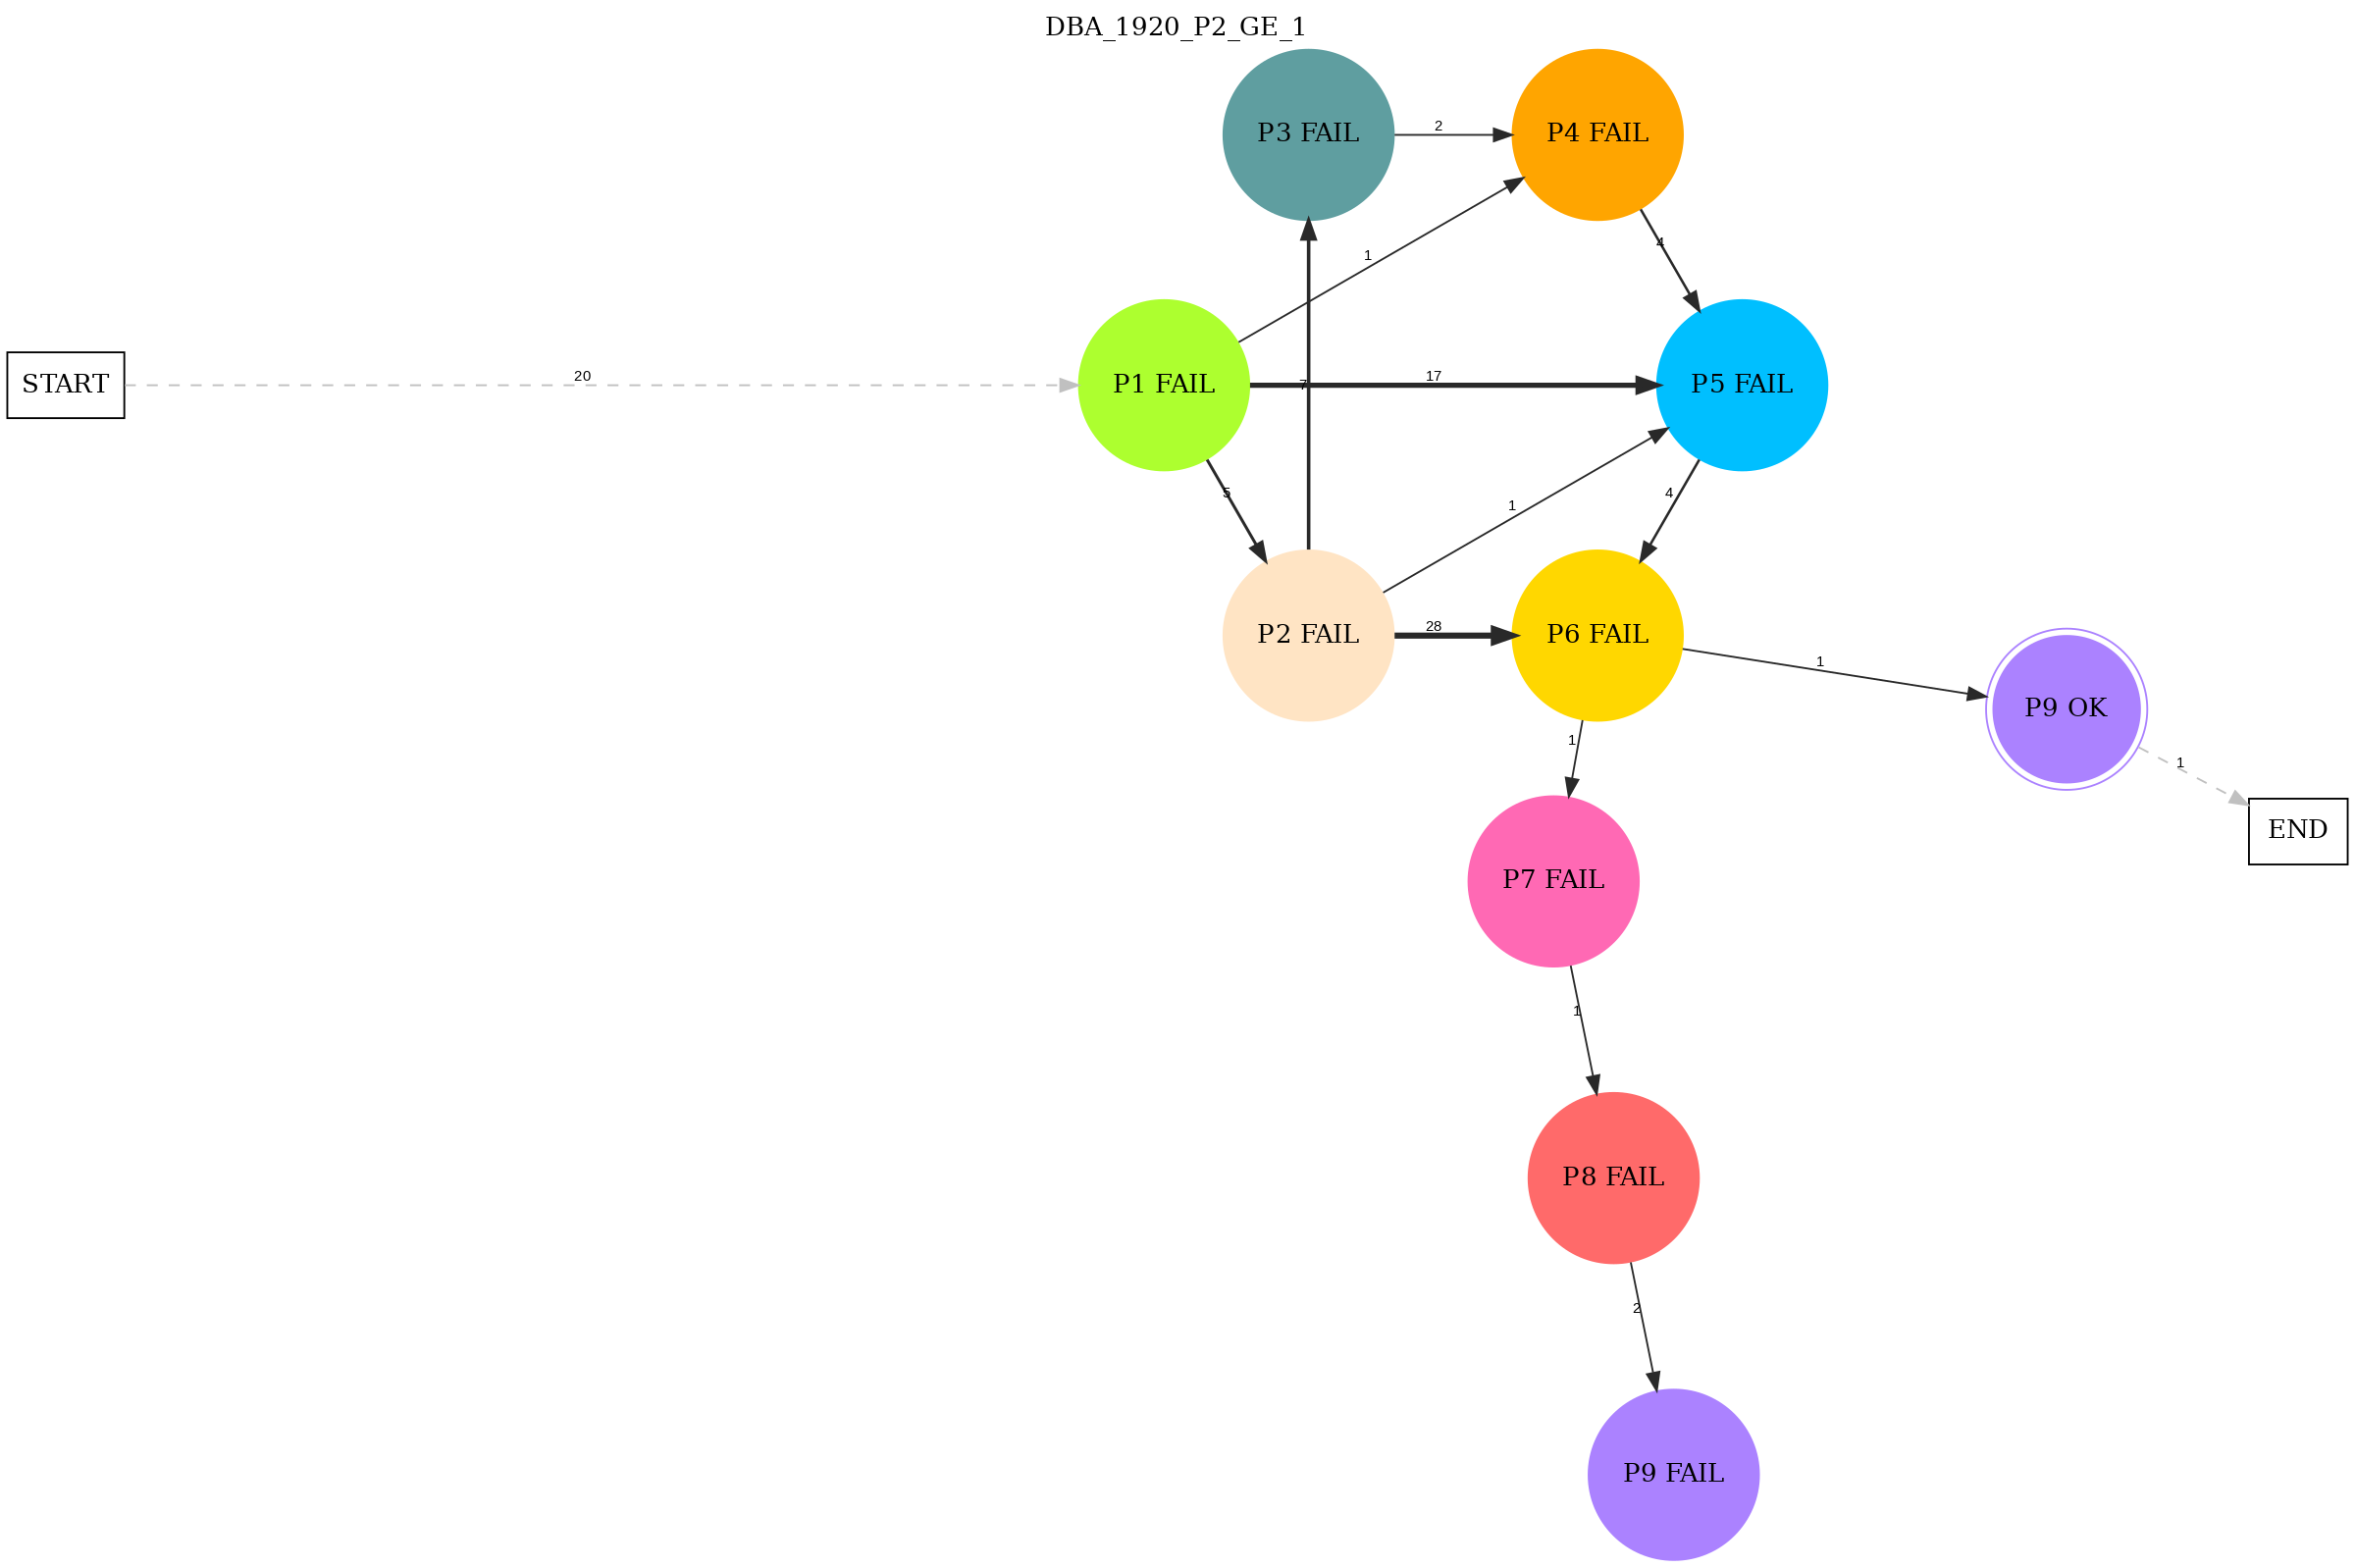 DBA_1920_P2_GE_1
P3 FAIL
2
P4 FAIL
4
1
START
20
P1 FAIL
7
17
P5 FAIL
5
1
4
P2 FAIL
28
P6 FAIL
1
P9 OK
1
1
END
P7 FAIL
1
P8 FAIL
2
P9 FAIL